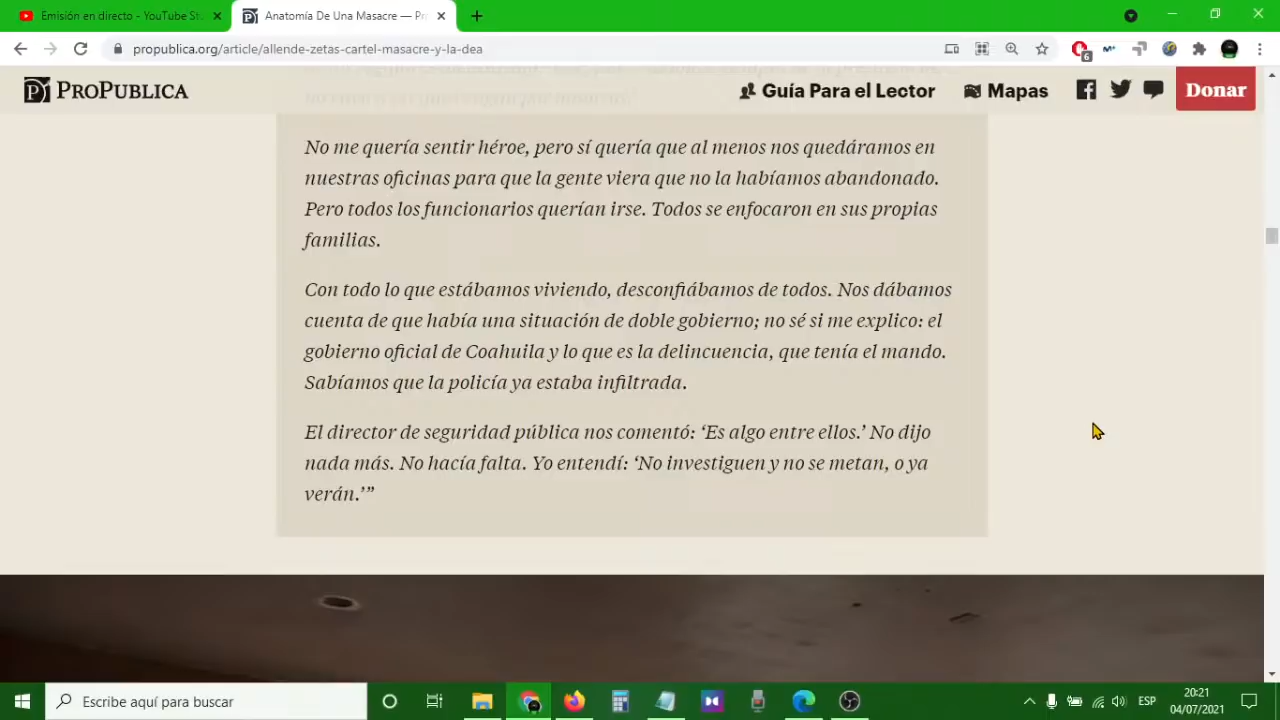 Emisión en directo - YouTube St
Anatomía De Una Masacre — Pr
propublica.org/article/allende-zetas-cartel-masacre-y-la-dea
6
PROPUBLICA
Guía Para el Lector
Mapas
Donar
No me quería sentir héroe, pero sí quería que al menos nos quedáramos en
nuestras oficinas para que la gente viera que no la habíamos abandonado.
Pero todos los funcionarios querían irse. Todos se enfocaron en sus propias
familias.
Con todo lo que estábamos viviendo, desconfiábamos de todos. Nos dábamos
cuenta de que había una situación de doble gobierno; no sé si me explico: el
gobierno oficial de Coahuila y lo que es la delincuencia, que tenía el mando.
Sabíamos que la policía ya estaba infiltrada.
El director de seguridad pública nos comentó: ‘Es algo entre ellos.’ No dijo
nada más. No hacía falta. Yo entendí: ‘No investiguen y no se metan, o ya
verán.’”
Escribe aquí para buscar
ESP
20:21
04/07/2021